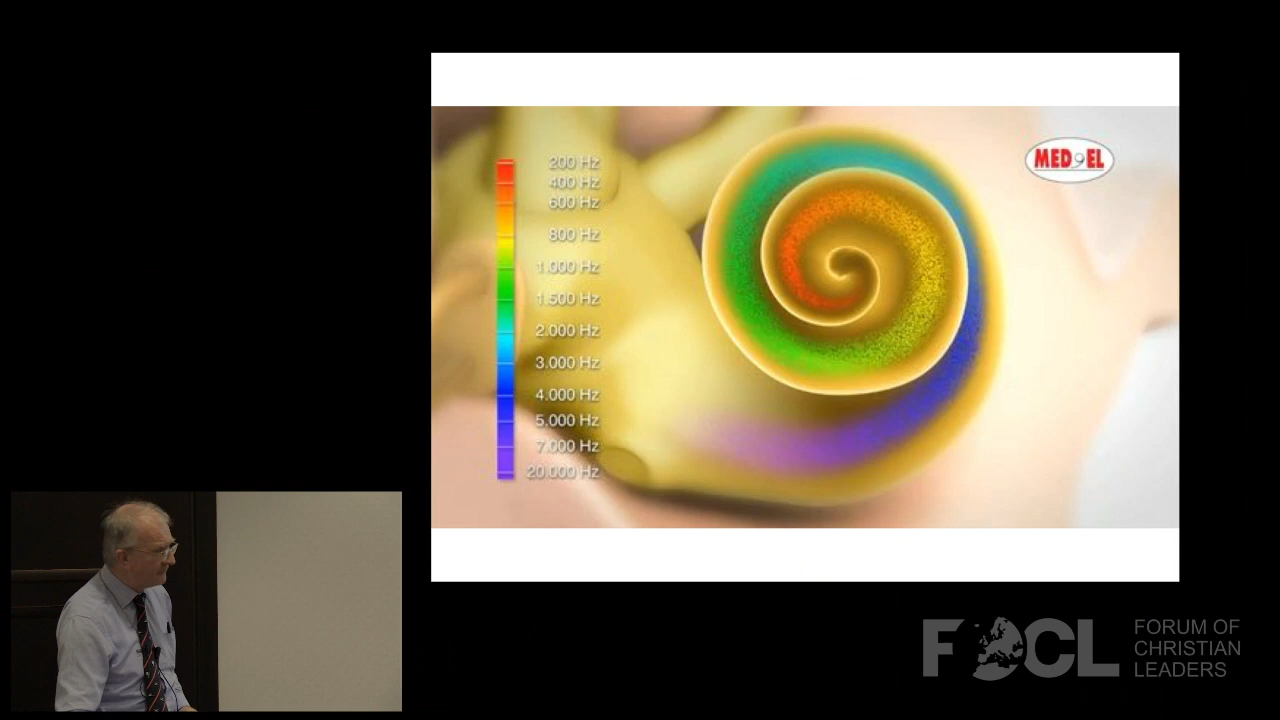 200 Hz
400 Hz
600 Hz
800 Hz
1.000 Hz
1.500 Hz
2.000 Hz
3.000 Hz
4.000 Hz
5.000 Hz
7.000 Hz
20.000 Hz
MED-EL
FOCL
FORUM OF
CHRISTIAN
LEADERS